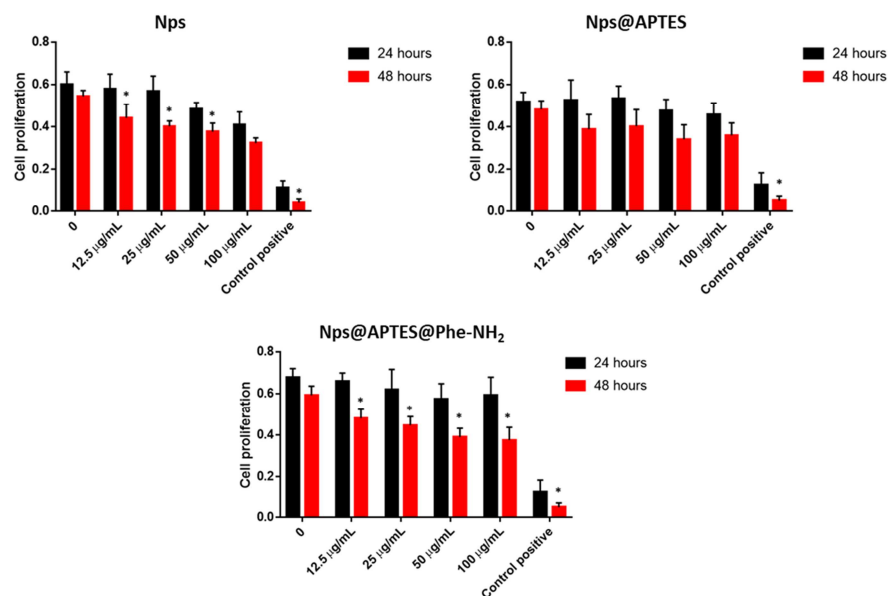 Nps
Cell proliferation
0.8
0.6
0.4
0.2
0.0
* * * *
0
12.5 µg/mL
25 µg/mL
50 µg/mL
100 µg/mL
Control positive
24 hours
48 hours
Nps@APTES
Cell proliferation
0.8
0.6
0.4
0.2
0.0
*
0
12.5 µg/mL
25 µg/mL
50 µg/mL
100 µg/mL
Control positive
24 hours
48 hours
Nps@APTES@Phe-NH₂
Cell proliferation
0.8
0.6
0.4
0.2
0.0
* * * * *
0
12.5 µg/mL
25 µg/mL
50 µg/mL
100 µg/mL
Control positive
24 hours
48 hours